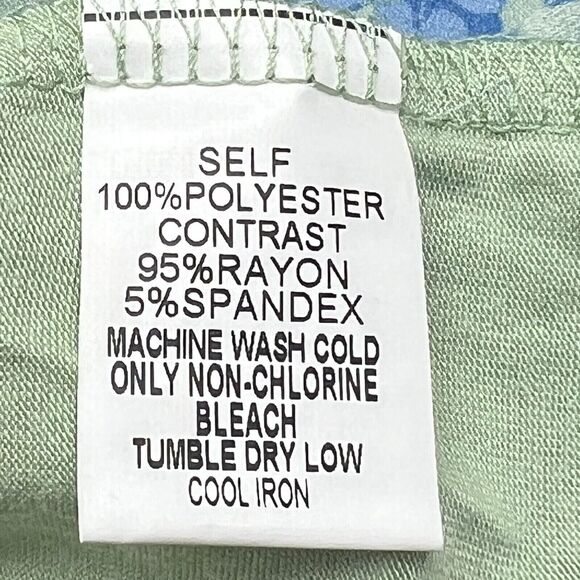 SELF
100%POLYESTER
CONTRAST
95%RAYON
5%SPANDEX
MACHINE WASH COLD
ONLY NON-CHLORINE
BLEACH
TUMBLE DRY LOW
COOL IRON